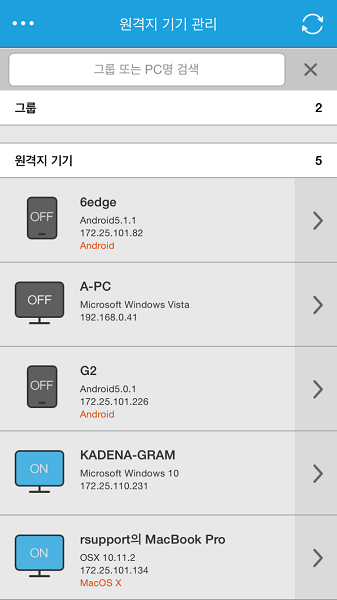 원격지 기기 관리
그룹 또는 PC명 검색
그룹 2
원격지 기기 5
OFF
6edge
Android5.1.1
172.25.101.82
Android
OFF
A-PC
Microsoft Windows Vista
192.168.0.41
OFF
G2
Android5.0.1
172.25.101.226
Android
ON
KADENA-GRAM
Microsoft Windows 10
172.25.110.231
ON
rsupport의 MacBook Pro
OSX 10.11.2
172.25.101.134
MacOS X